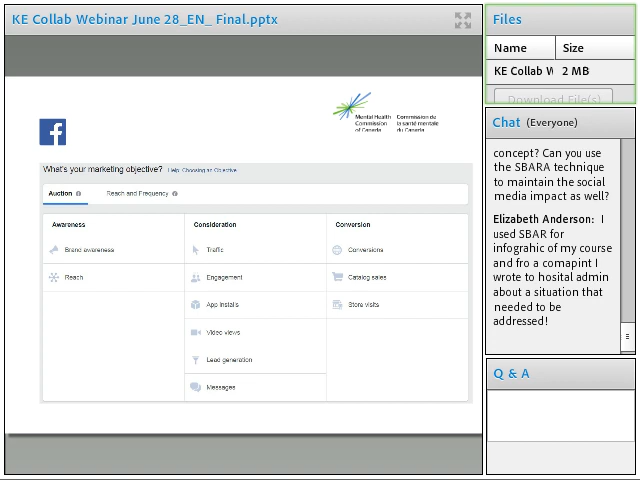 KE Collab Webinar June 28_EN_ Final.pptx
Mental Health Commission de
Commission la santé mentale
of Canada du Canada
f
What's your marketing objective? Help: Choosing an Objective
Auction Reach and Frequency
Awareness Consideration Conversion
Brand awareness Traffic Conversions
Reach Engagement Catalog sales
App installs Store visits
Video views
Lead generation
Messages
Files
Name Size
KE Collab W 2 MB
Download File(s)
Chat (Everyone)
concept? Can you use
the SBARA technique
to maintain the social
media impact as well?
Elizabeth Anderson: I
used SBAR for
infograhic of my course
and fro a comapint I
wrote to hosital admin
about a situation that
needed to be
addressed!
Q & A